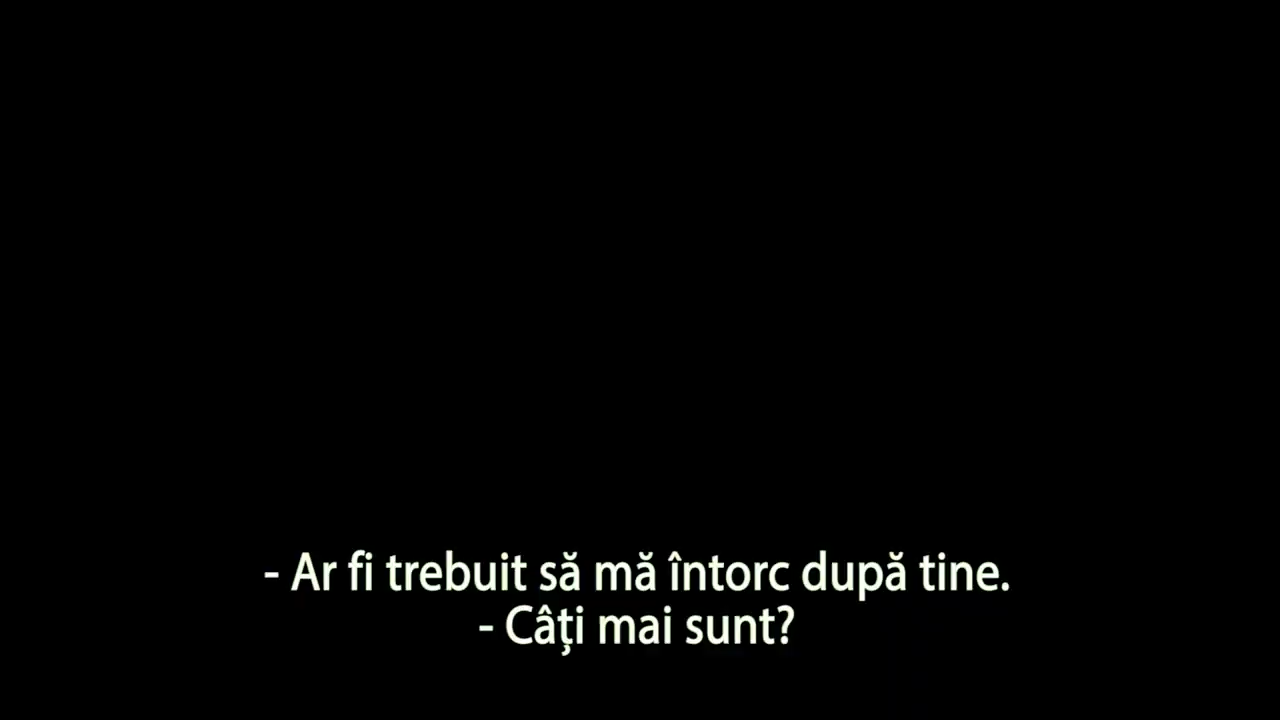 - Ar fi trebuit să mă întorc după tine.
- Câți mai sunt?